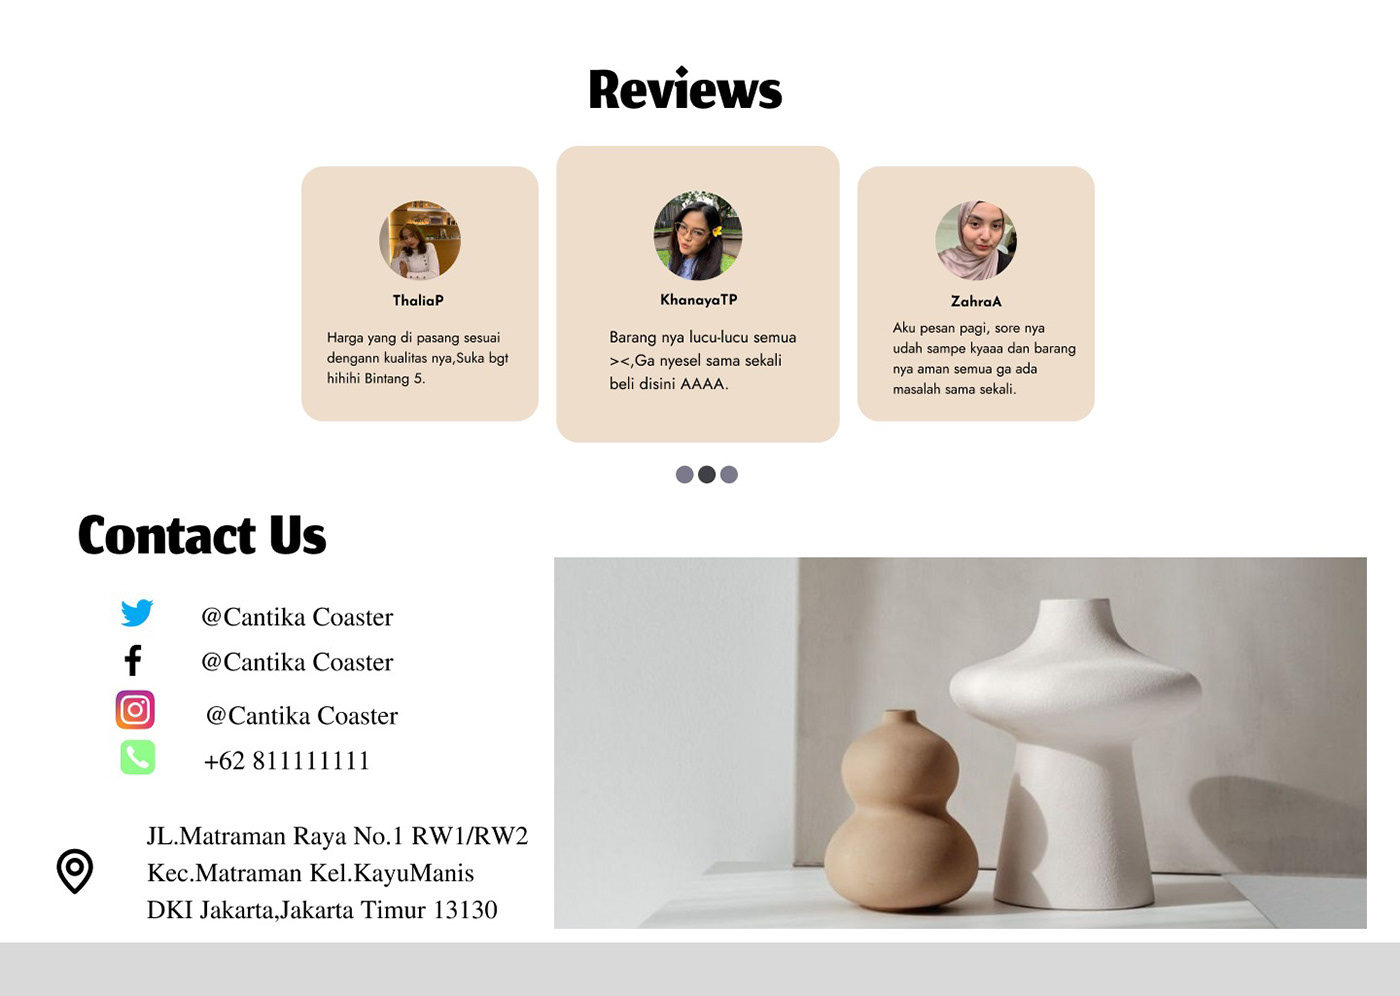 Reviews
ThaliaP
Harga yang di pasang sesuai
dengann kualitas nya,Suka bgt
hihihi Bintang 5.
KhanayaTP
Barang nya lucu-lucu semua
><,Ga nyesel sama sekali
beli disini AAAA.
ZahraA
Aku pesan pagi, sore nya
udah sampe kyaaa dan barang
nya aman semua ga ada
masalah sama sekali.
Contact Us
@Cantika Coaster
@Cantika Coaster
@Cantika Coaster
+62 811111111
JL.Matraman Raya No.1 RW1/RW2
Kec.Matraman Kel.KayuManis
DKI Jakarta,Jakarta Timur 13130